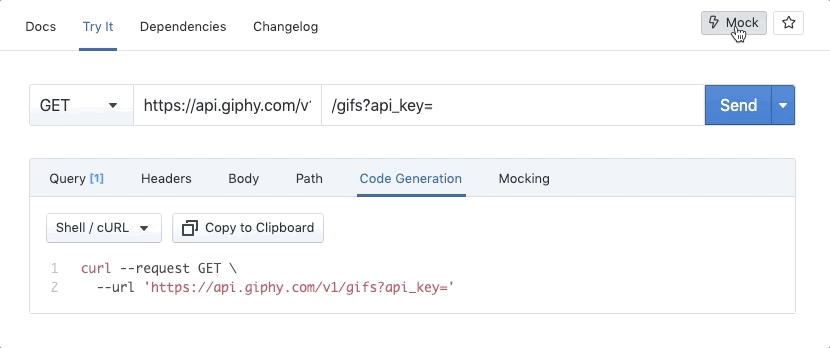 Docs Try It Dependencies Changelog Mock
GET https://api.giphy.com/v1 /gifs?api_key= Send
Query [1] Headers Body Path Code Generation Mocking
Shell / cURL Copy to Clipboard
1 curl --request GET \
2 --url 'https://api.giphy.com/v1/gifs?api_key='